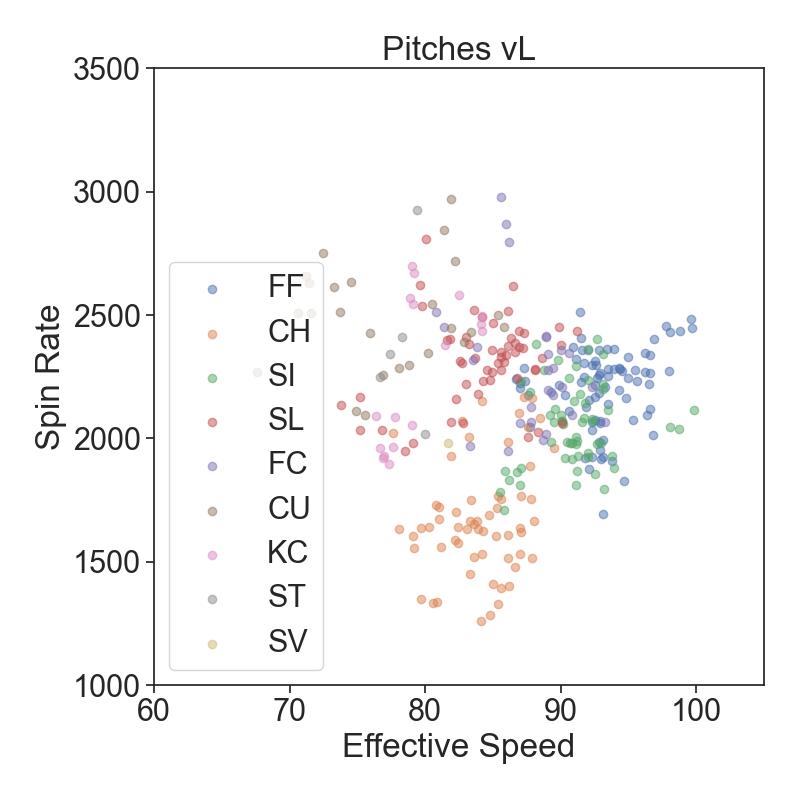 Pitches vL
3500
3000
2500
2000
1500
1000
Spin Rate
FF
CH
SI
SL
FC
CU
KC
ST
SV
60 70 80 90 100
Effective Speed